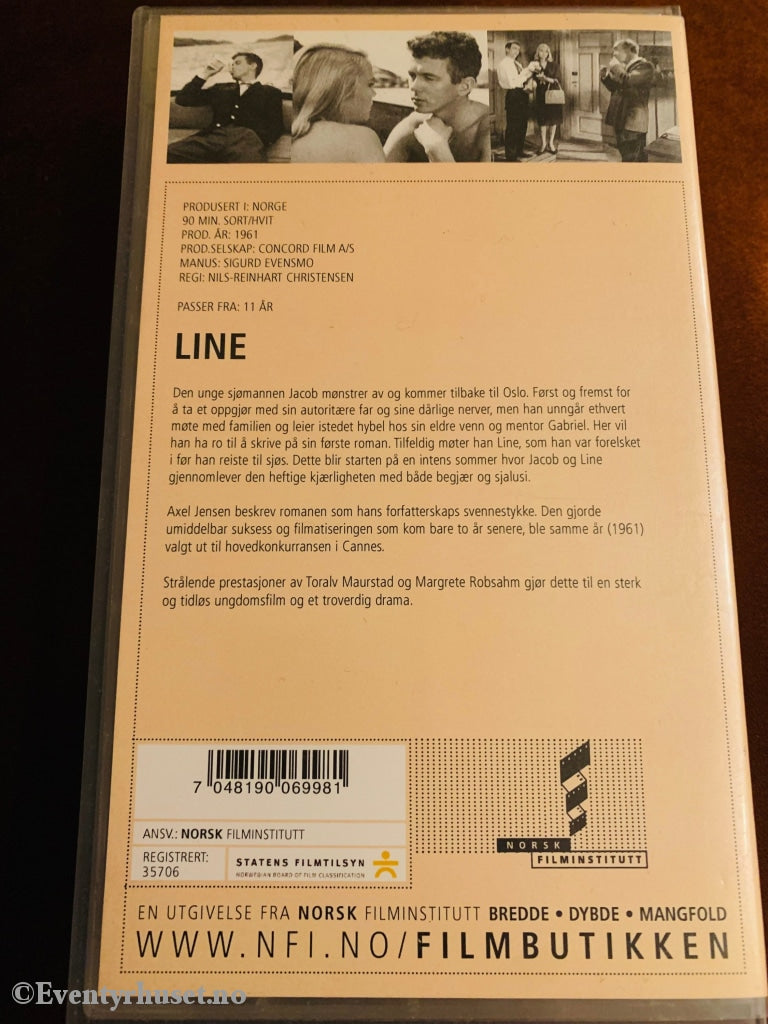 PRODUSERT I: NORGE
90 MIN. SORT/HVIT
PROD. ÅR: 1961
PROD.SELSKAP: CONCORD FILM A/S
MANUS: SIGURD EVENSMO
REGI: NILS-REINHART CHRISTENSEN
PASSER FRA: 11 ÅR
LINE
Den unge sjømannen Jacob mønstrer av og kommer tilbake til Oslo. Først og fremst for
å ta et oppgjør med sin autoritære far og sine dårlige nerver, men han unngår ethvert
møte med familien og leier istedet hybel hos sin eldre venn og mentor Gabriel. Her vil
han ha ro til å skrive på sin første roman. Tilfeldig møter han Line, som han var forelsket
i før han reiste til sjøs. Dette blir starten på en intens sommer hvor Jacob og Line
gjennomlever den heftige kjærligheten med både begjær og sjalusi.
Axel Jensen beskrev romanen som hans forfatterskaps svennestykke. Den gjorde
umiddelbar suksess og filmatiseringen som kom bare to år senere, ble samme år (1961)
valgt ut til hovedkonkurransen i Cannes.
Strålende prestasjoner av Toralv Maurstad og Margrete Robsahm gjør dette til en sterk
og tidløs ungdomsfilm og et troverdig drama.
7 048190 069981
ANSV.: NORSK FILMINSTITUTT
REGISTRERT:
35706
STATENS FILMTILSYN
NORWEGIAN BOARD OF FILM CLASSIFICATION
NORSK
FILMINSTITUTT
EN UTGIVELSE FRA NORSK FILMINSTITUTT BREDDE • DYBDE • MANGFOLD
WWW.NFI.NO/FILMBUTIKKEN
©Eventyrhuset.no